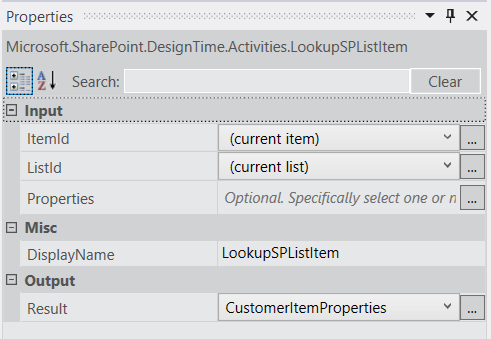 Properties
Microsoft.SharePoint.DesignTime.Activities.LookupSPListItem
A Z Search: Clear
Input
ItemId (current item) ...
ListId (current list) ...
Properties Optional. Specifically select one or ...
Misc
DisplayName LookupSPListItem
Output
Result CustomerItemProperties ...